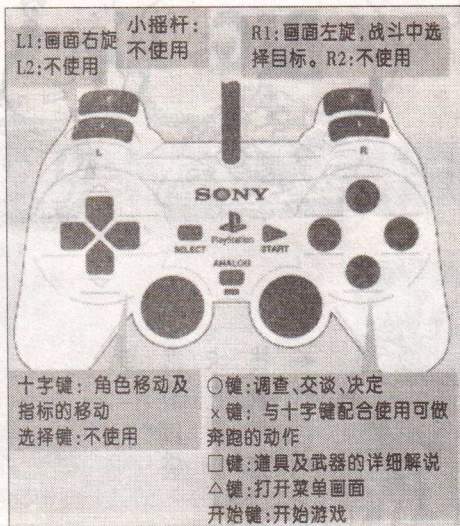 L1:画面右旋
L2:不使用
小摇杆:
不使用
R1:画面左旋,战斗中选
择目标。R2:不使用
L
R
SONY
PlayStation
SELECT
START
ANALOG
十字键: 角色移动及
指标的移动
选择键:不使用
○键:调查、交谈、决定
×键: 与十字键配合使用可做
奔跑的动作
□键:道具及武器的详细解说
△键:打开菜单画面
开始键:开始游戏